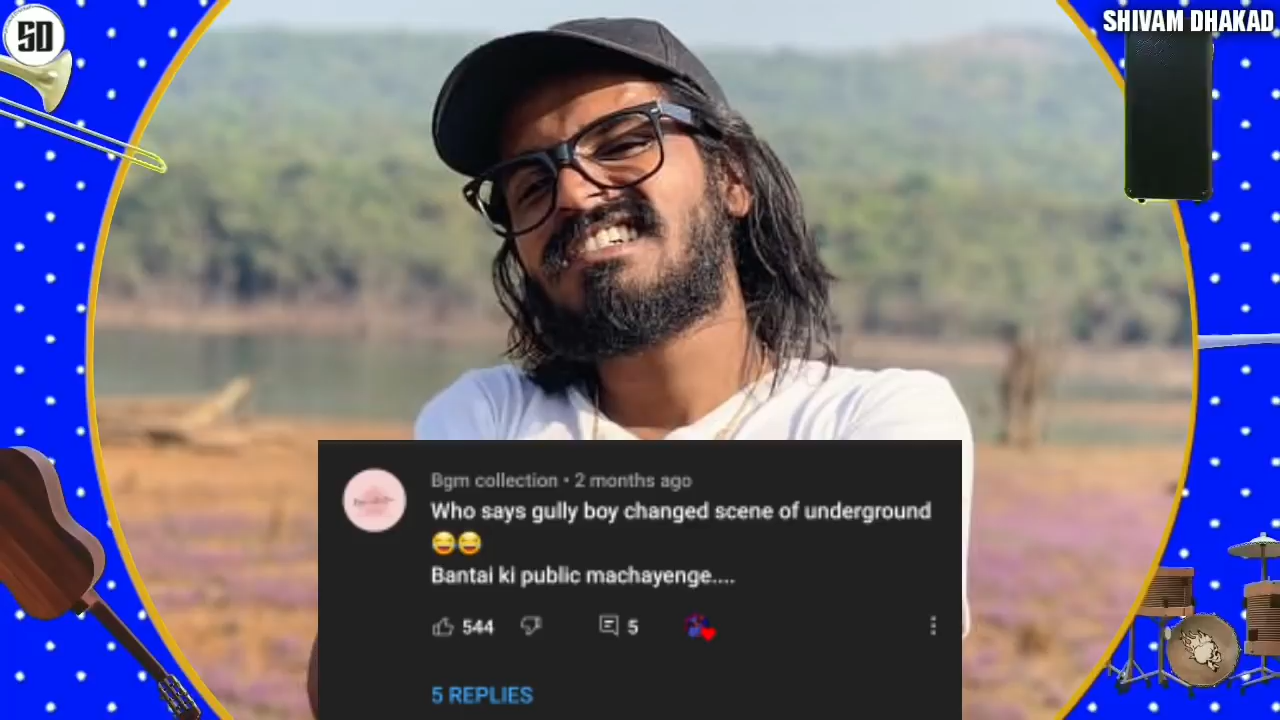 SD
SHIVAM DHAKAD
Bgm collection • 2 months ago
Who says gully boy changed scene of underground
😂😂
Bantai ki public machayenge....
544
5
5 REPLIES